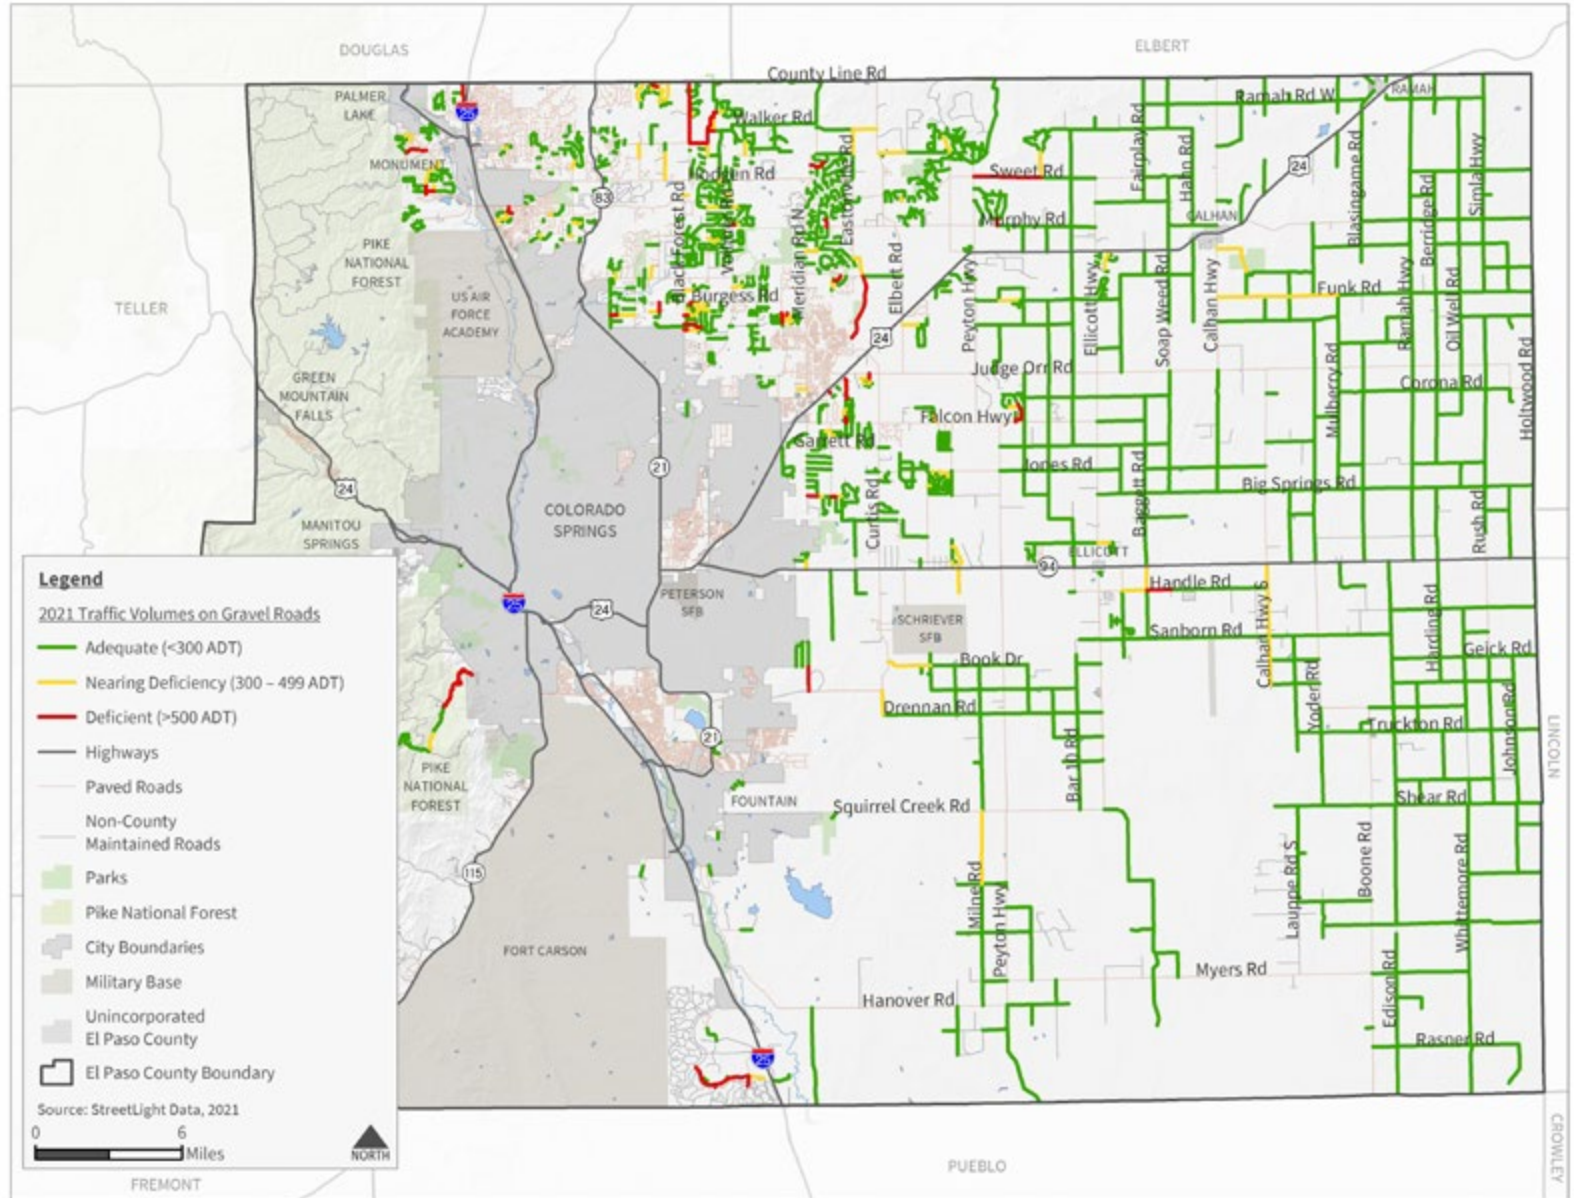 DOUGLAS
ELBERT
County Line Rd
PALMER
LAKE
25
Walker Rd
Ramah Rd W
RAMAH
MONUMENT
Hodgen Rd
83
Black Forest Rd
Meridian Rd N
Eastonville Rd
Sweet Rd
Murphy Rd
Fairplay Rd
Hahn Rd
CALHAN
24
Blasingame Rd
Berridge Rd
Simla Hwy
PIKE
NATIONAL
FOREST
TELLER
US AIR
FORCE
ACADEMY
Burgess Rd
Elbert Rd
24
Peyton Hwy
Ellicott Hwy
Soap Weed Rd
Calhan Hwy
Funk Rd
Ramah Hwy
Oil Well Rd
GREEN
MOUNTAIN
FALLS
Judge Orr Rd
Falcon Hwy
Mulberry Rd
Corona Rd
Holtwood Rd
Garrett Rd
21
24
Jones Rd
Big Springs Rd
Curtis Rd
Baggett Rd
Rush Rd
COLORADO
SPRINGS
MANITOU
SPRINGS
ELLICOTT
94
25
24
PETERSON
SFB
SCHRIEVER
SFB
Handle Rd
Sanborn Rd
Calhan Hwy S
Harding Rd
Geick Rd
Book Dr
Drennan Rd
Yoder Rd
Truckton Rd
Johnson Rd
LINCOLN
21
Bar 10 Rd
PIKE
NATIONAL
FOREST
FOUNTAIN
Squirrel Creek Rd
Shear Rd
115
Milne Rd
Peyton Hwy
Lauppe Rd S
Boone Rd
Whittemore Rd
FORT CARSON
Myers Rd
Hanover Rd
Edison Rd
Rasner Rd
25
PUEBLO
CROWLEY
FREMONT
Legend
2021 Traffic Volumes on Gravel Roads
Adequate (<300 ADT)
Nearing Deficiency (300 – 499 ADT)
Deficient (>500 ADT)
Highways
Paved Roads
Non-County
Maintained Roads
Parks
Pike National Forest
City Boundaries
Military Base
Unincorporated
El Paso County
El Paso County Boundary
Source: StreetLight Data, 2021
0 6
Miles
NORTH